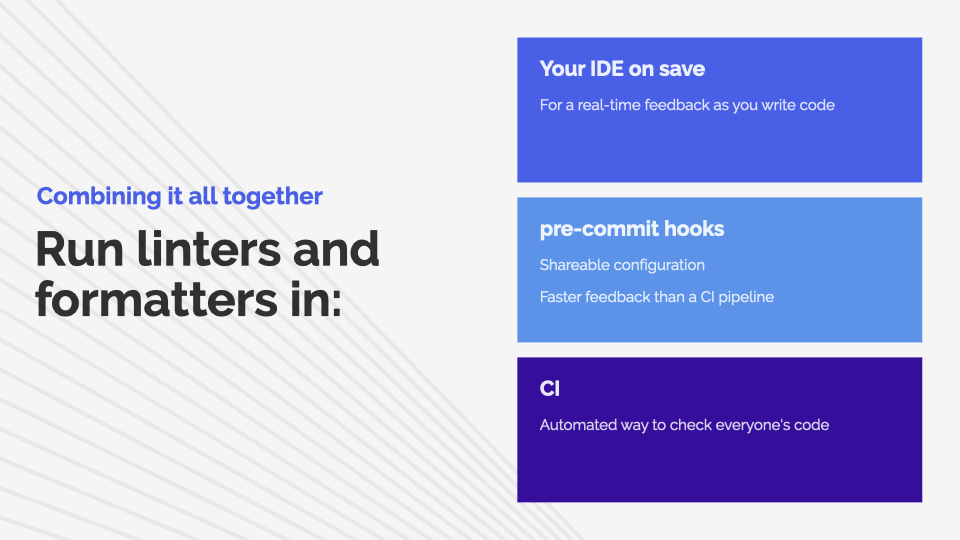 Combining it all together
Run linters and
formatters in:
Your IDE on save
For a real-time feedback as you write code
pre-commit hooks
Shareable configuration
Faster feedback than a CI pipeline
CI
Automated way to check everyone's code